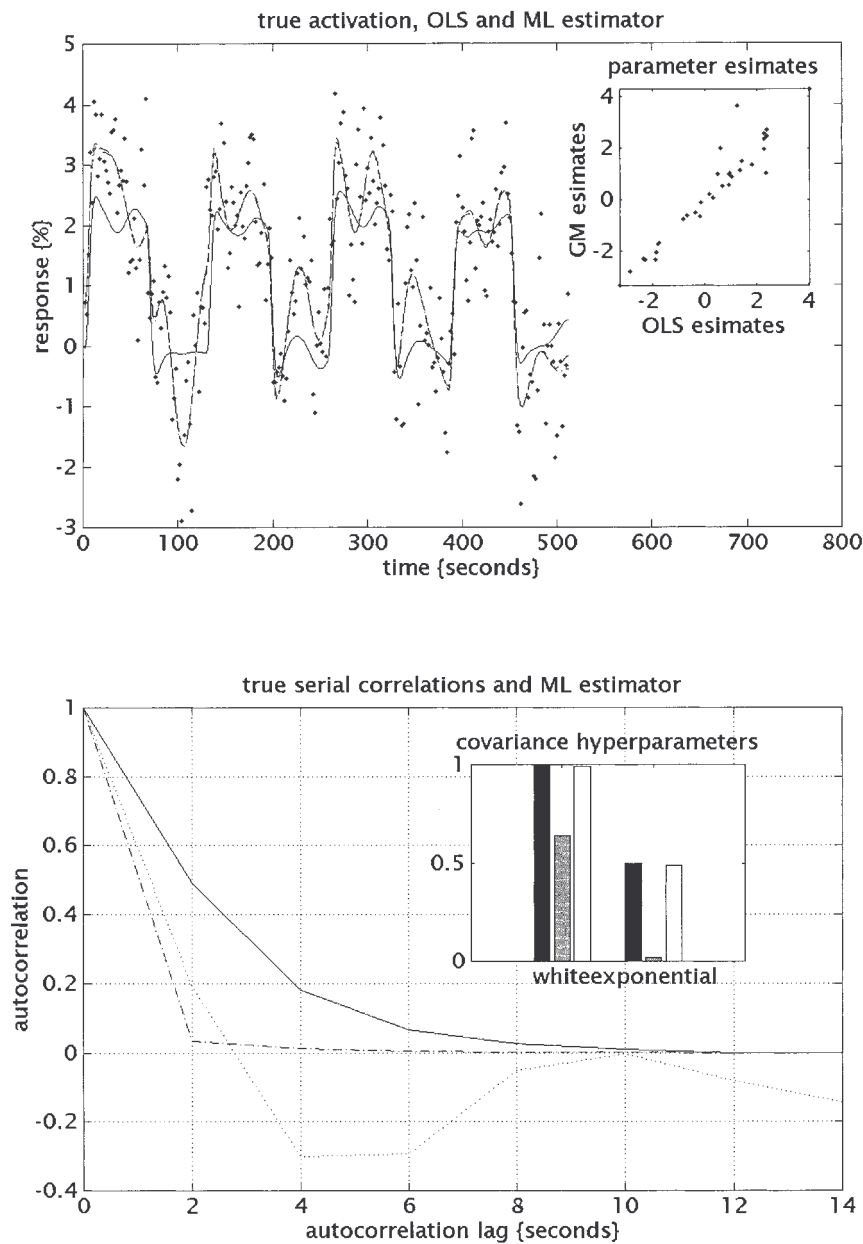 true activation, OLS and ML estimator
5
4
3
2
1
0
-1
-2
-3
response {%}
0 100 200 300 400 500 600 700 800
time {seconds}
parameter esimates
4
2
0
-2
GM esimates
-2 0 2 4
OLS esimates
true serial correlations and ML estimator
1
0.8
0.6
0.4
0.2
0
-0.2
-0.4
autocorrelation
0 2 4 6 8 10 12 14
autocorrelation lag {seconds}
covariance hyperparameters
1
0.5
0
whiteexponential